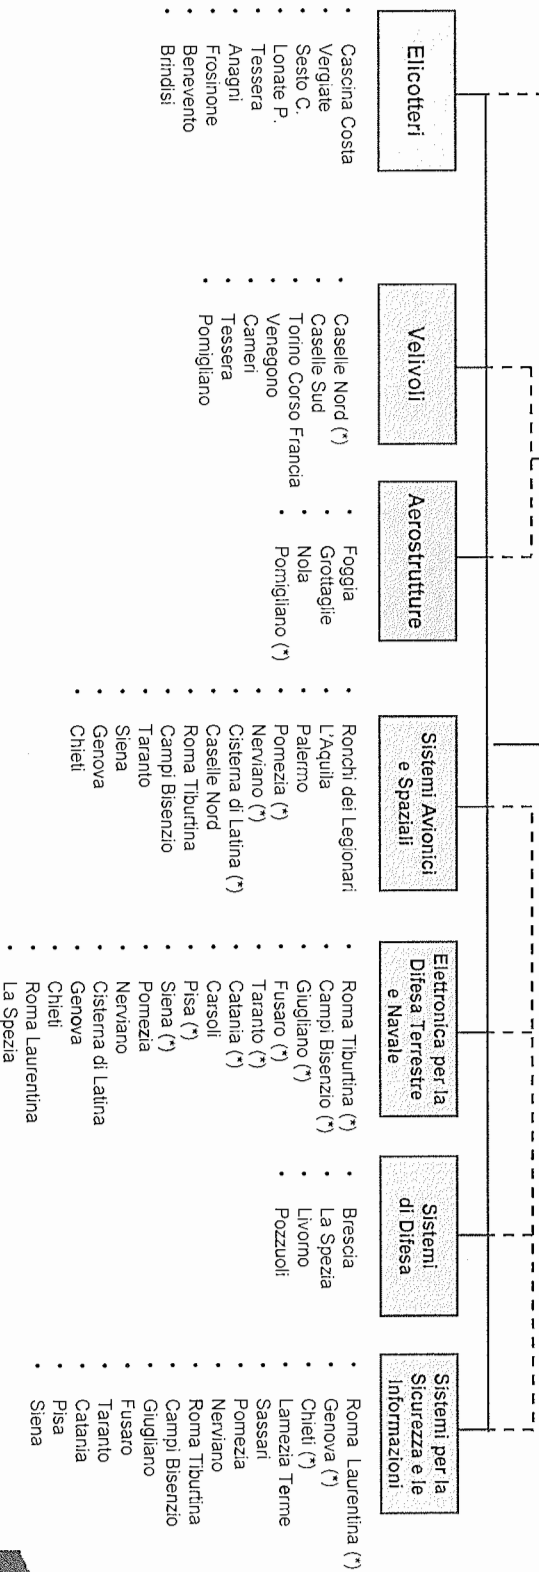 Elicotteri
• Cascina Costa
• Vergiate
• Sesto C.
• Lonate P.
• Tessera
• Anagni
• Frosinone
• Benevento
• Brindisi
Velivoli
• Caselle Nord (*)
• Caselle Sud
• Torino Corso Francia
• Venegono
• Cameri
• Tessera
• Pomigliano
Aerostrutture
• Foggia
• Grottaglie
• Nola
• Pomigliano (*)
Sistemi Avionici
e Spaziali
• Ronchi dei Legionari
• L'Aquila
• Palermo
• Pomezia (*)
• Nerviano (*)
• Cisterna di Latina (*)
• Caselle Nord
• Roma Tiburtina
• Campi Bisenzio
• Taranto
• Siena
• Genova
• Chieti
Elettronica per la
Difesa Terrestre
e Navale
• Roma Tiburtina (*)
• Campi Bisenzio (*)
• Giugliano (*)
• Fusaro (*)
• Taranto (*)
• Catania (*)
• Carsoli
• Pisa (*)
• Siena (*)
• Pomezia
• Nerviano
• Cisterna di Latina
• Genova
• Chieti
• Roma Laurentina
• La Spezia
Sistemi
di Difesa
• Brescia
• La Spezia
• Livorno
• Pozzuoli
Sistemi per la
Sicurezza e le
Informazioni
• Roma Laurentina (*)
• Genova (*)
• Chieti (*)
• Lamezia Terme
• Sassari
• Pomezia
• Nerviano
• Roma Tiburtina
• Campi Bisenzio
• Giugliano
• Fusaro
• Taranto
• Catania
• Pisa
• Siena